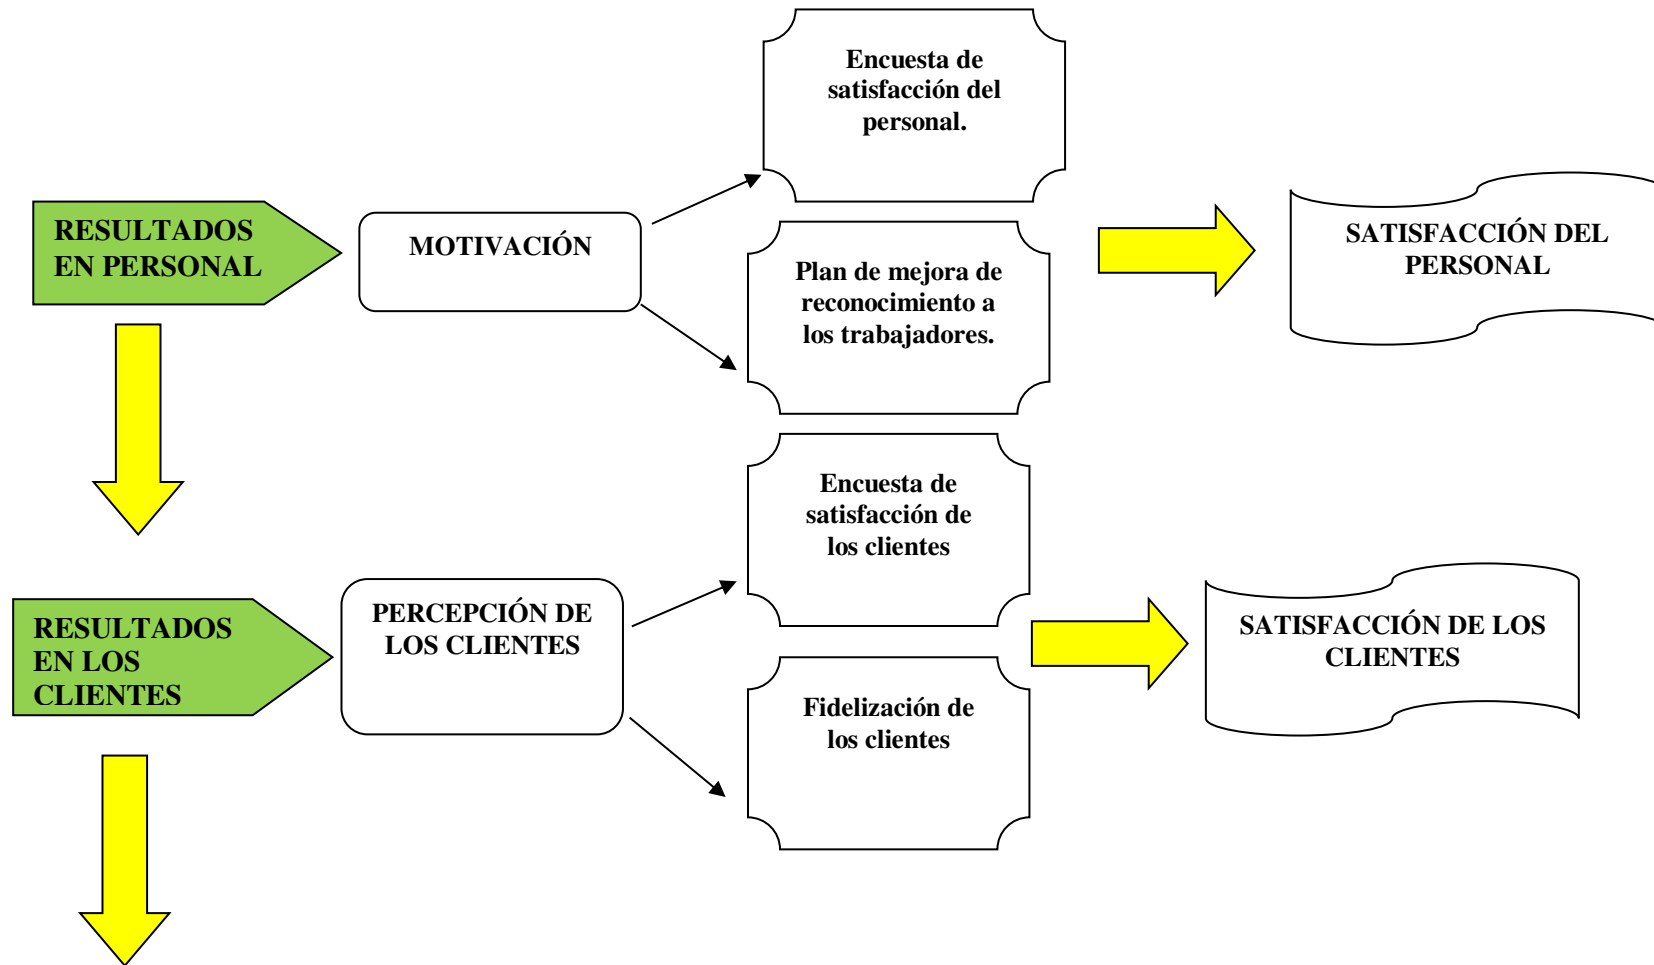 Encuesta de
satisfacción del
personal.
RESULTADOS
EN PERSONAL
MOTIVACIÓN
Plan de mejora de
reconocimiento a
los trabajadores.
SATISFACCIÓN DEL
PERSONAL
Encuesta de
satisfacción de
los clientes
RESULTADOS
EN LOS
CLIENTES
PERCEPCIÓN DE
LOS CLIENTES
Fidelización de
los clientes
SATISFACCIÓN DE LOS
CLIENTES